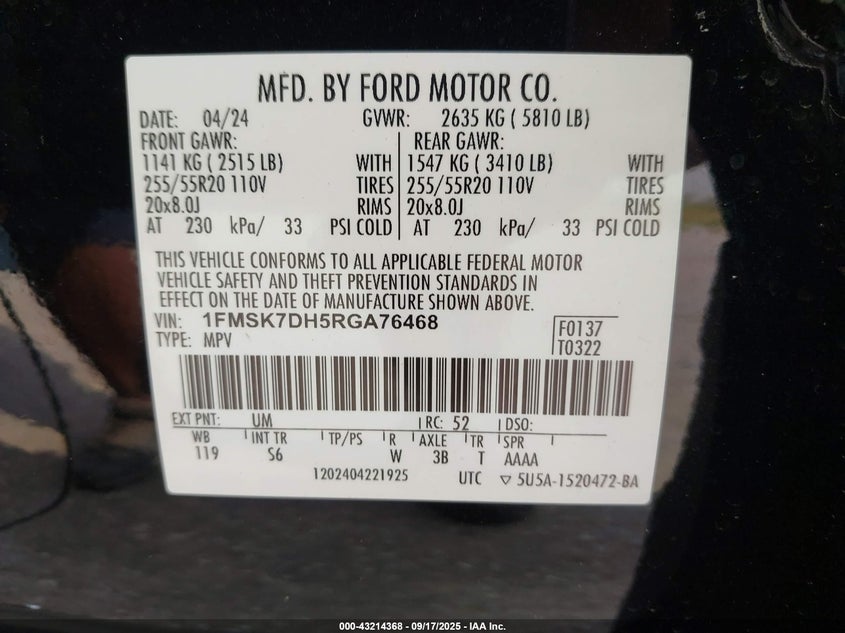 MFD. BY FORD MOTOR CO.
DATE: 04/24 GVWR: 2635 KG ( 5810 LB)
FRONT GAWR: REAR GAWR:
1141 KG ( 2515 LB) WITH 1547 KG ( 3410 LB) WITH
255/55R20 110V TIRES 255/55R20 110V TIRES
20x8.0J RIMS 20x8.0J RIMS
AT 230 kPa/ 33 PSI COLD AT 230 kPa/ 33 PSI COLD
THIS VEHICLE CONFORMS TO ALL APPLICABLE FEDERAL MOTOR
VEHICLE SAFETY AND THEFT PREVENTION STANDARDS IN
EFFECT ON THE DATE OF MANUFACTURE SHOWN ABOVE.
VIN: 1FMSK7DH5RGA76468 F0137
TYPE: MPV T0322
EXT PNT: UM RC: 52 DSO:
WB INT TR TP/PS R AXLE TR SPR
119 S6 W 3B T AAAA
1202404221925 UTC ▽ 5U5A-1520472-BA
000-43214368 - 09/17/2025 - IAA Inc.